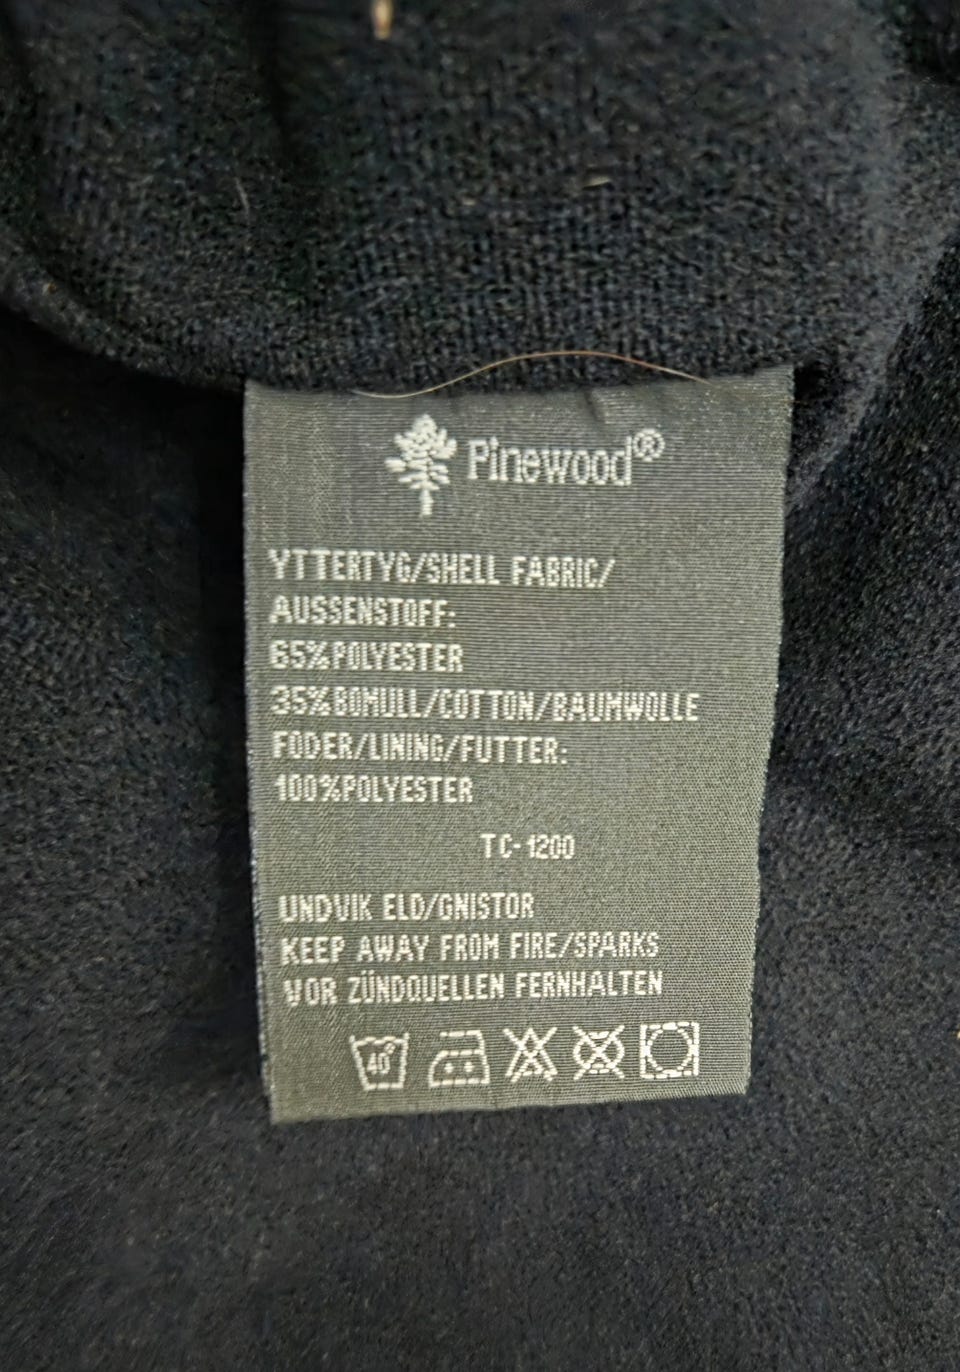 Pinewood®
YTTERTYG/SHELL FABRIC/
AUSSENSTOFF:
65%POLYESTER
35%BOMULL/COTTON/BAUMWOLLE
FODER/LINING/FUTTER:
100%POLYESTER
TC-1200
UNDVIK ELD/GNISTOR
KEEP AWAY FROM FIRE/SPARKS
VOR ZÜNDQUELLEN FERNHALTEN
40°